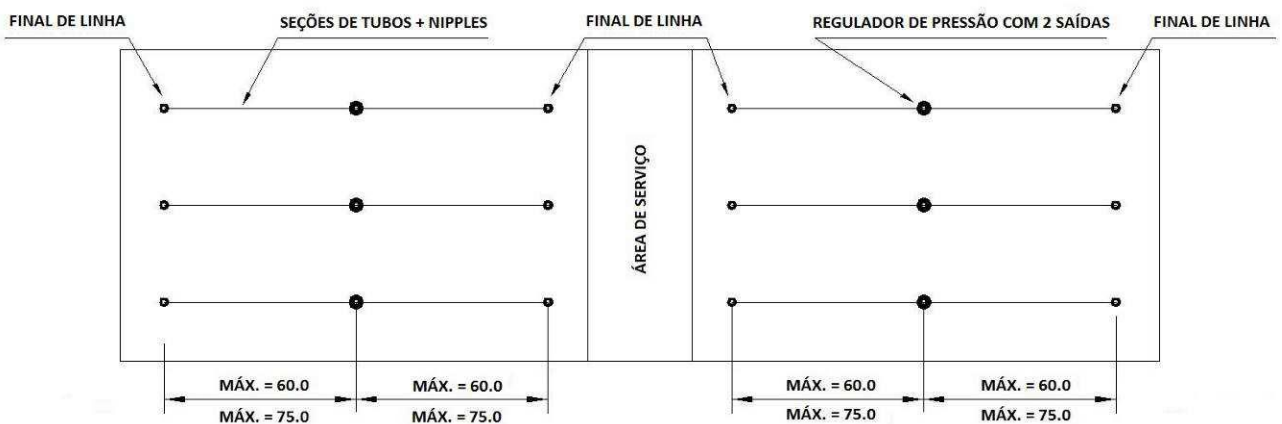 FINAL DE LINHA
SEÇÕES DE TUBOS + NIPPLES
FINAL DE LINHA
REGULADOR DE PRESSÃO COM 2 SAÍDAS
FINAL DE LINHA
ÁREA DE SERVIÇO
MÁX. = 60.0
MÁX. = 60.0
MÁX. = 60.0
MÁX. = 60.0
MÁX. = 75.0
MÁX. = 75.0
MÁX. = 75.0
MÁX. = 75.0